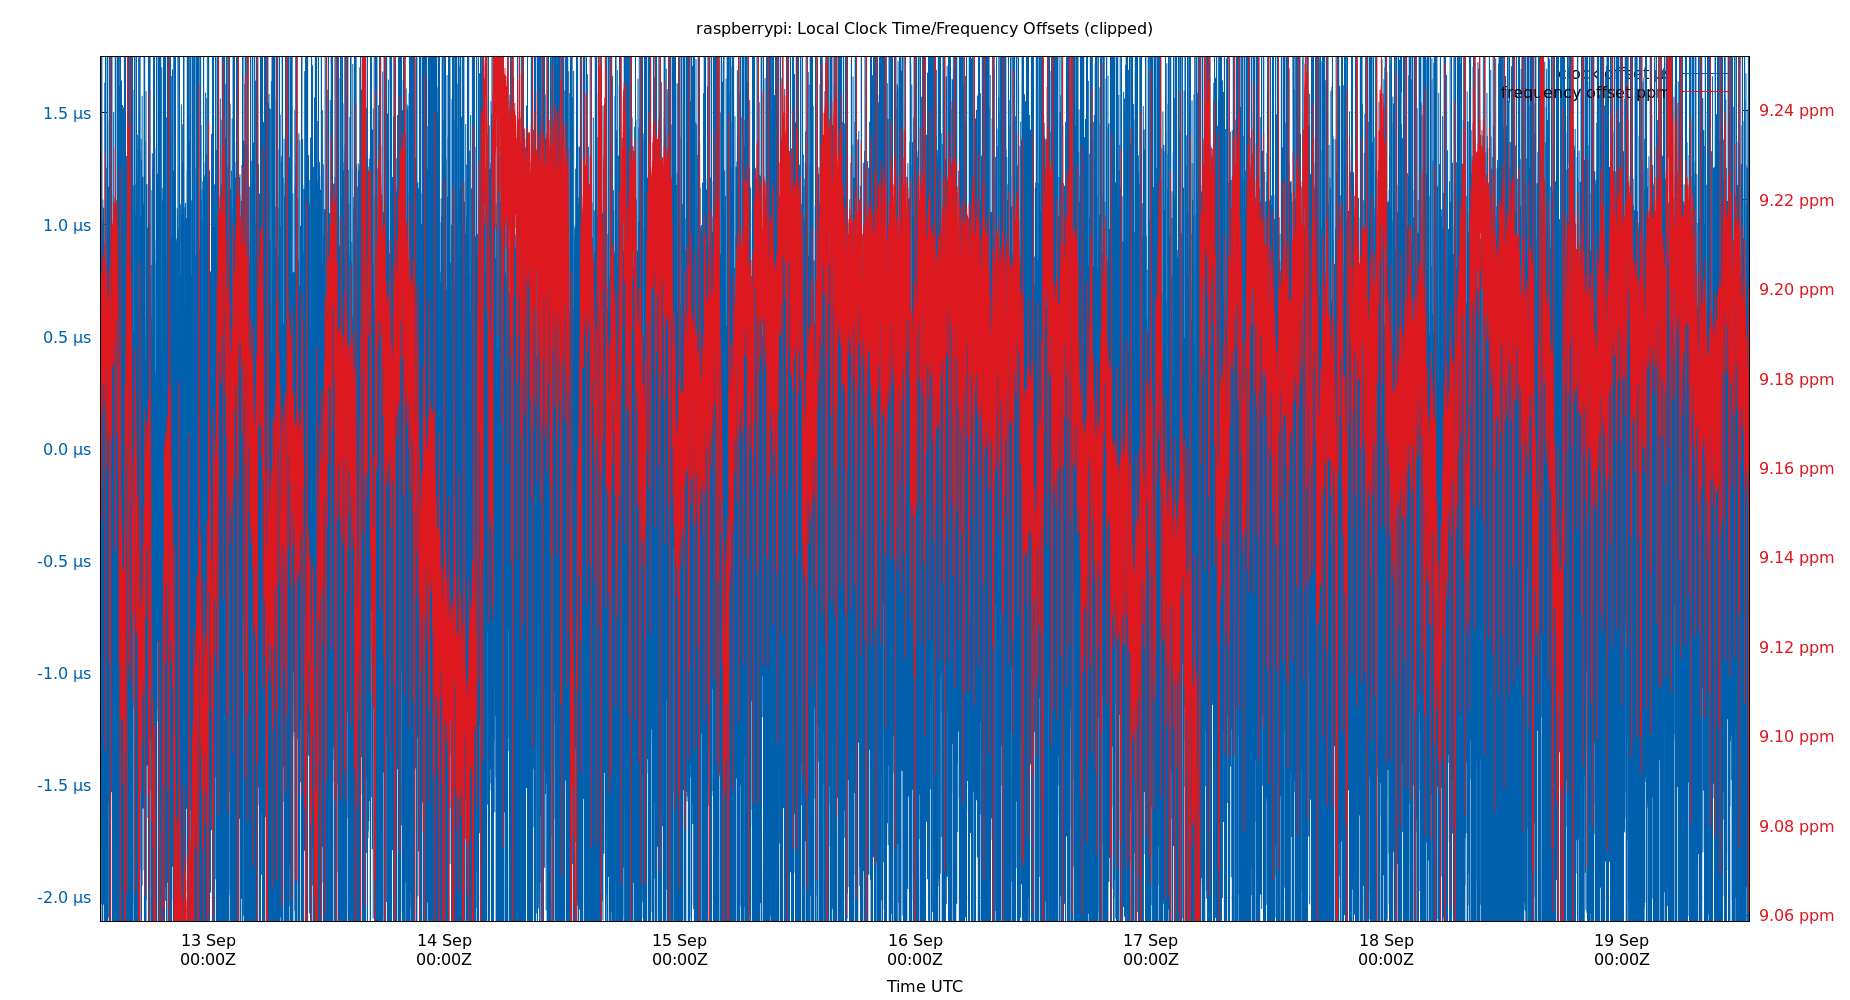 raspberrypi: Local Clock Time/Frequency Offsets (clipped)
clock offset
frequency offset ppm
1.5 µs
1.0 µs
0.5 µs
0.0 µs
-0.5 µs
-1.0 µs
-1.5 µs
-2.0 µs
9.24 ppm
9.22 ppm
9.20 ppm
9.18 ppm
9.16 ppm
9.14 ppm
9.12 ppm
9.10 ppm
9.08 ppm
9.06 ppm
13 Sep
00:00Z
14 Sep
00:00Z
15 Sep
00:00Z
16 Sep
00:00Z
17 Sep
00:00Z
18 Sep
00:00Z
19 Sep
00:00Z
Time UTC